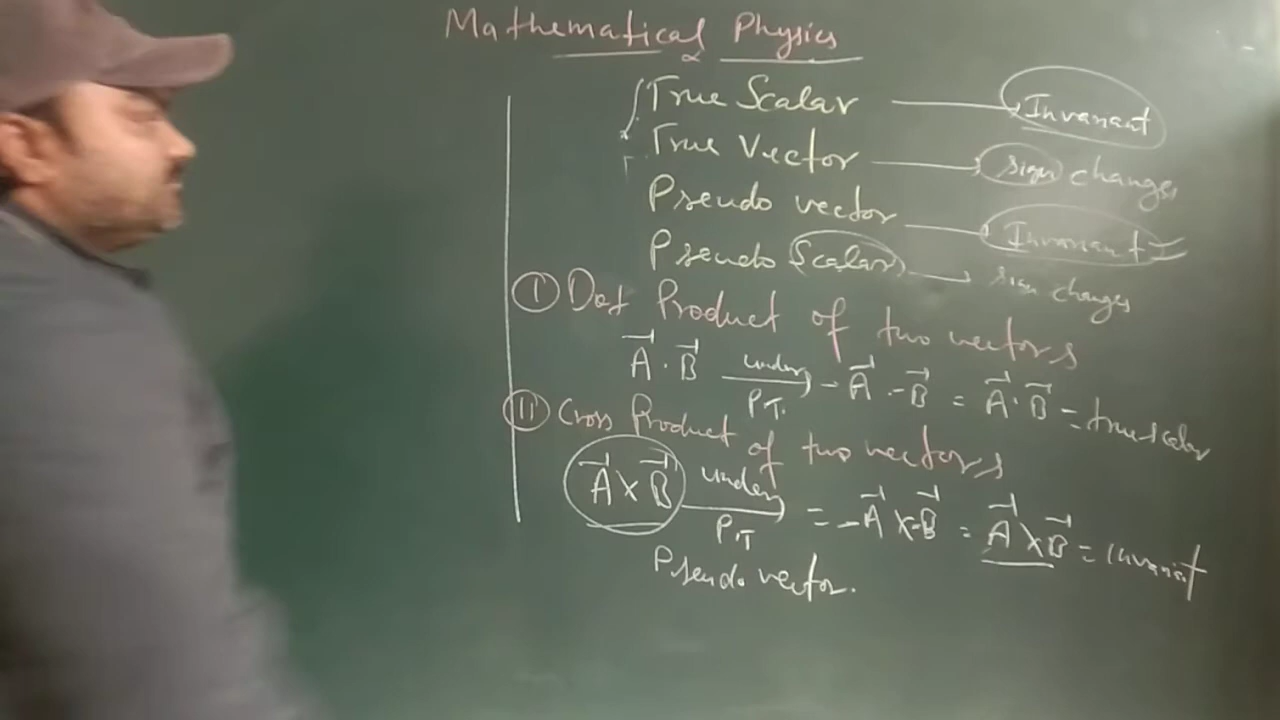 Mathematical Physics
True Scalar → Invariant
True Vector → sign changes
Pseudo vector → Invariant
Pseudo Scalar → sign changes
(I) Dot Product of two vectors
A⃗ . B⃗ under P.T. → -A⃗ . -B⃗ = A⃗ . B⃗ = true scalar
(II) Cross Product of two vectors
A⃗ × B⃗ under P.T → = -A⃗ × -B⃗ = A⃗ × B⃗ = invariant
Pseudo vector.